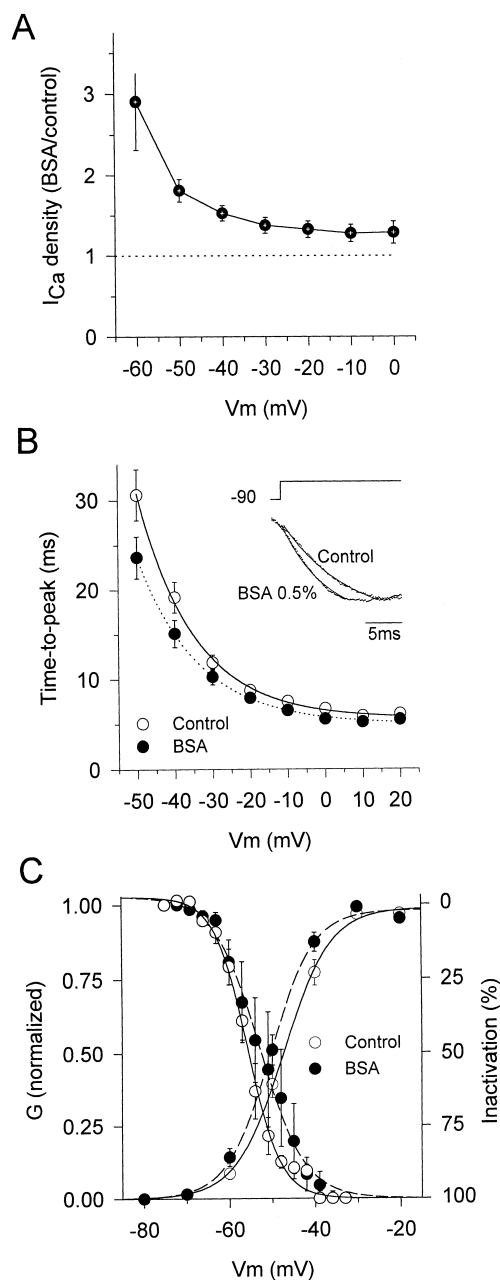 A
I Ca density (BSA/control)
3
2
1
0
-60 -50 -40 -30 -20 -10 0
Vm (mV)
B
Time-to-peak (ms)
30
20
10
0
-90
Control
BSA 0.5%
5ms
Control
BSA
-50 -40 -30 -20 -10 0 10 20
Vm (mV)
C
G (normalized)
1.00
0.75
0.50
0.25
0.00
0
25
50
75
100
Inactivation (%)
Control
BSA
-80 -60 -40 -20
Vm (mV)